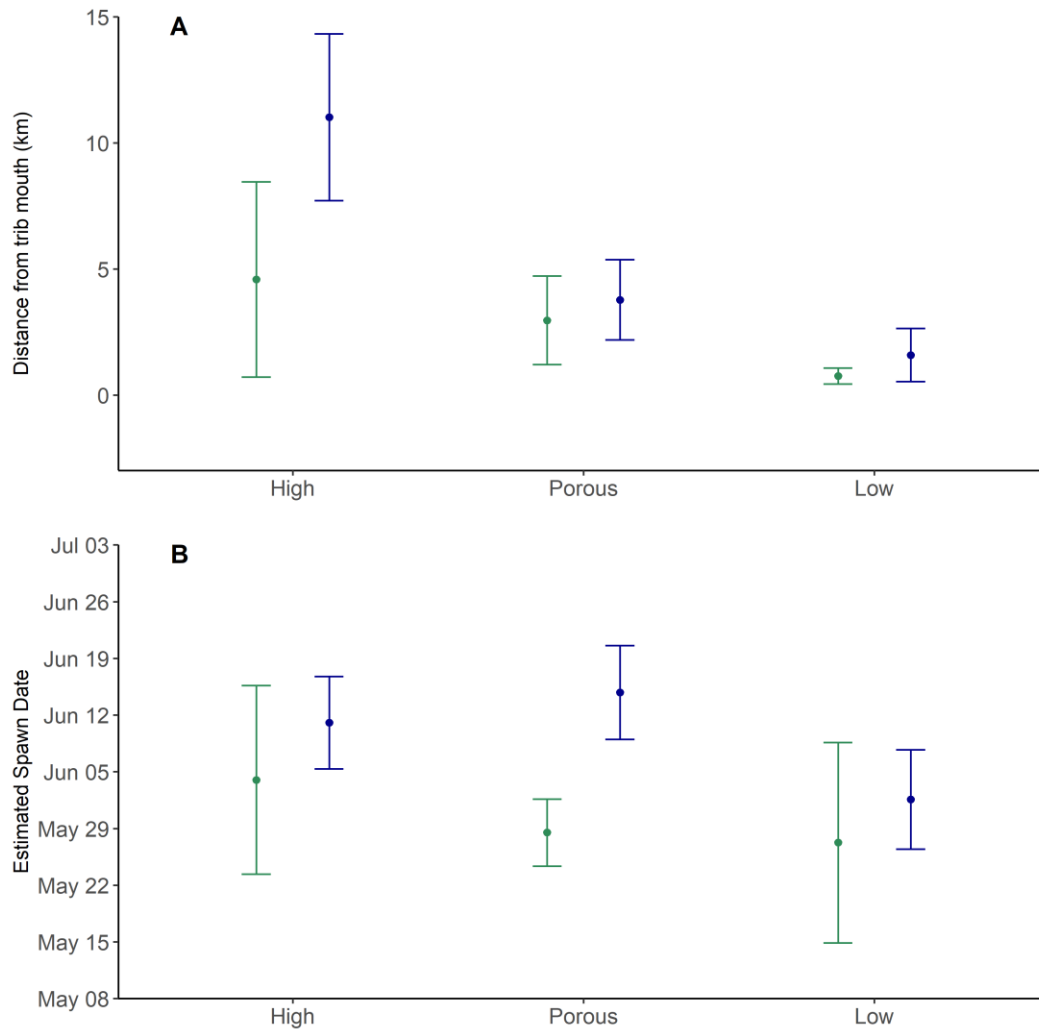 A
Distance from trib mouth (km)
15
10
5
0
High Porous Low
B
Estimated Spawn Date
Jul 03
Jun 26
Jun 19
Jun 12
Jun 05
May 29
May 22
May 15
May 08
High Porous Low